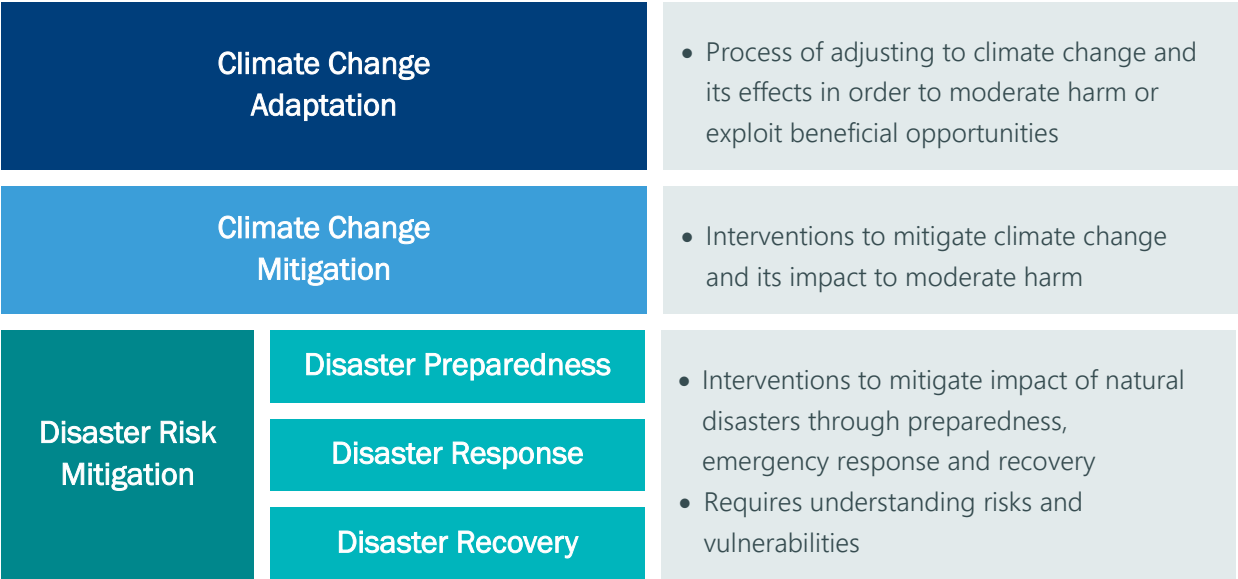 Climate Change
Adaptation
• Process of adjusting to climate change and
its effects in order to moderate harm or
exploit beneficial opportunities
Climate Change
Mitigation
• Interventions to mitigate climate change
and its impact to moderate harm
Disaster Risk
Mitigation
Disaster Preparedness
Disaster Response
Disaster Recovery
• Interventions to mitigate impact of natural
disasters through preparedness,
emergency response and recovery
• Requires understanding risks and
vulnerabilities